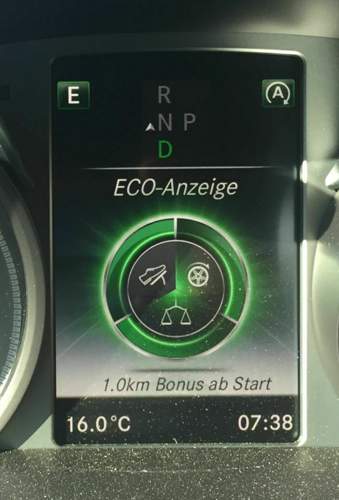 E
R
A
N P
D
ECO-Anzeige
1.0km Bonus ab Start
16.0°C 07:38